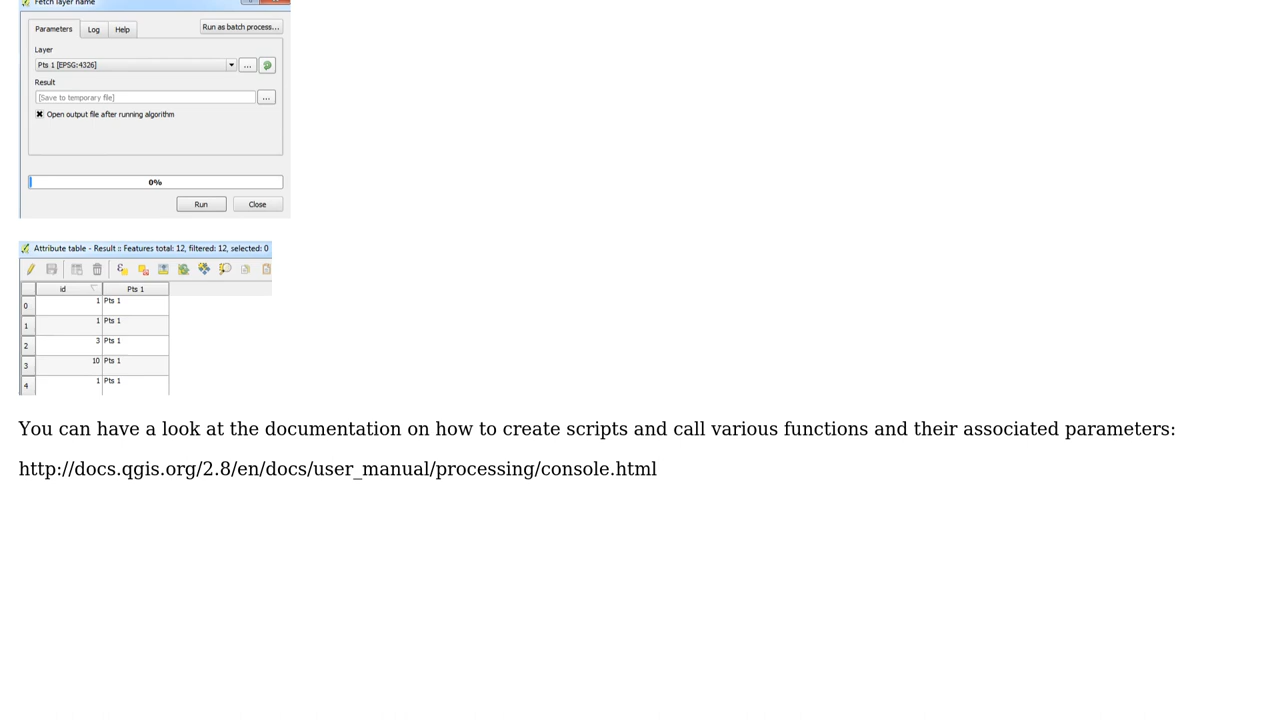 Fetch layer name
Parameters Log Help Run as batch process...
Layer
Pts 1 [EPSG:4326] ...
Result
[Save to temporary file] ...
Open output file after running algorithm
0%
Run Close
Attribute table - Result :: Features total: 12, filtered: 12, selected: 0
id Pts 1
0 1 Pts 1
1 1 Pts 1
2 3 Pts 1
3 10 Pts 1
4 1 Pts 1
You can have a look at the documentation on how to create scripts and call various functions and their associated parameters:
http://docs.qgis.org/2.8/en/docs/user_manual/processing/console.html